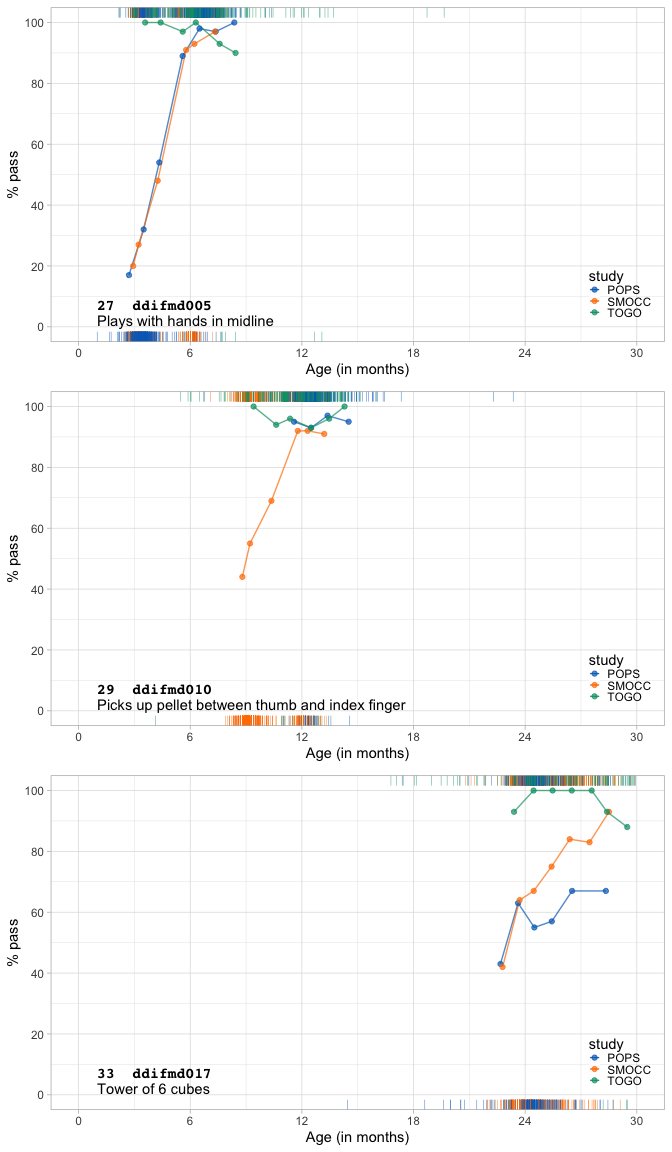 100
80
60
40
20
0
% pass
27 ddifmd005
Plays with hands in midline
study
POPS
SMOCC
TOGO
0 6 12 18 24 30
Age (in months)
100
80
60
40
20
0
% pass
29 ddifmd010
Picks up pellet between thumb and index finger
study
POPS
SMOCC
TOGO
0 6 12 18 24 30
Age (in months)
100
80
60
40
20
0
% pass
33 ddifmd017
Tower of 6 cubes
study
POPS
SMOCC
TOGO
0 6 12 18 24 30
Age (in months)